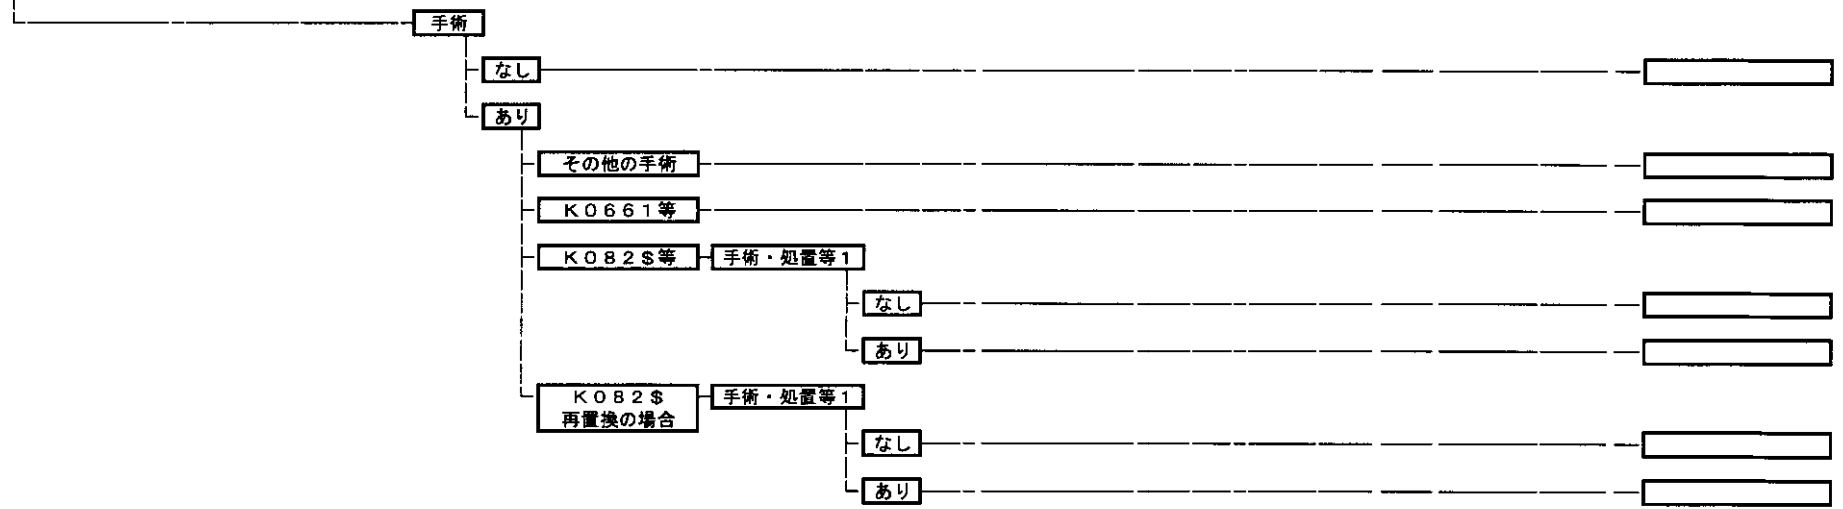 手術
なし
あり
その他の手術
K0661等
K082$等
手術・処置等1
なし
あり
K082$
再置換の場合
手術・処置等1
なし
あり